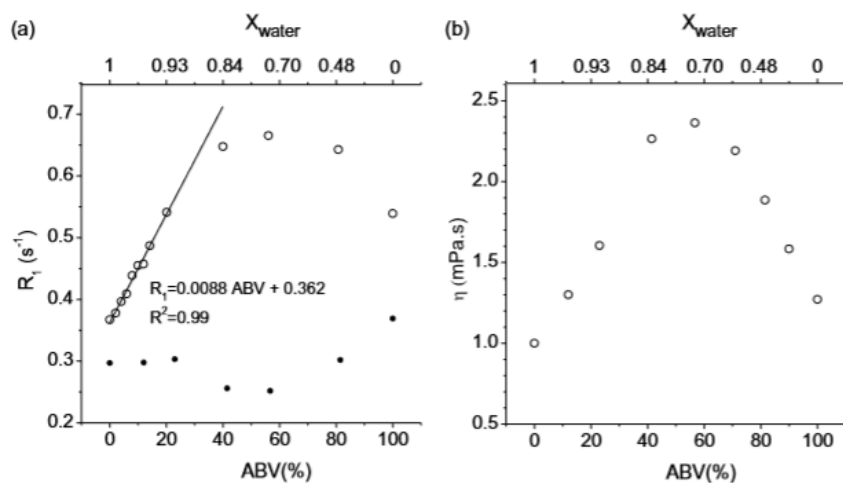 (a)
X_water
1 0.93 0.84 0.70 0.48 0
0.7
0.6
0.5
0.4
0.3
0.2
R₁ (s⁻¹)
R₁=0.0088 ABV + 0.362
R²=0.99
0 20 40 60 80 100
ABV(%)
(b)
X_water
1 0.93 0.84 0.70 0.48 0
2.5
2.0
1.5
1.0
0.5
η (mPa.s)
0 20 40 60 80 100
ABV(%)